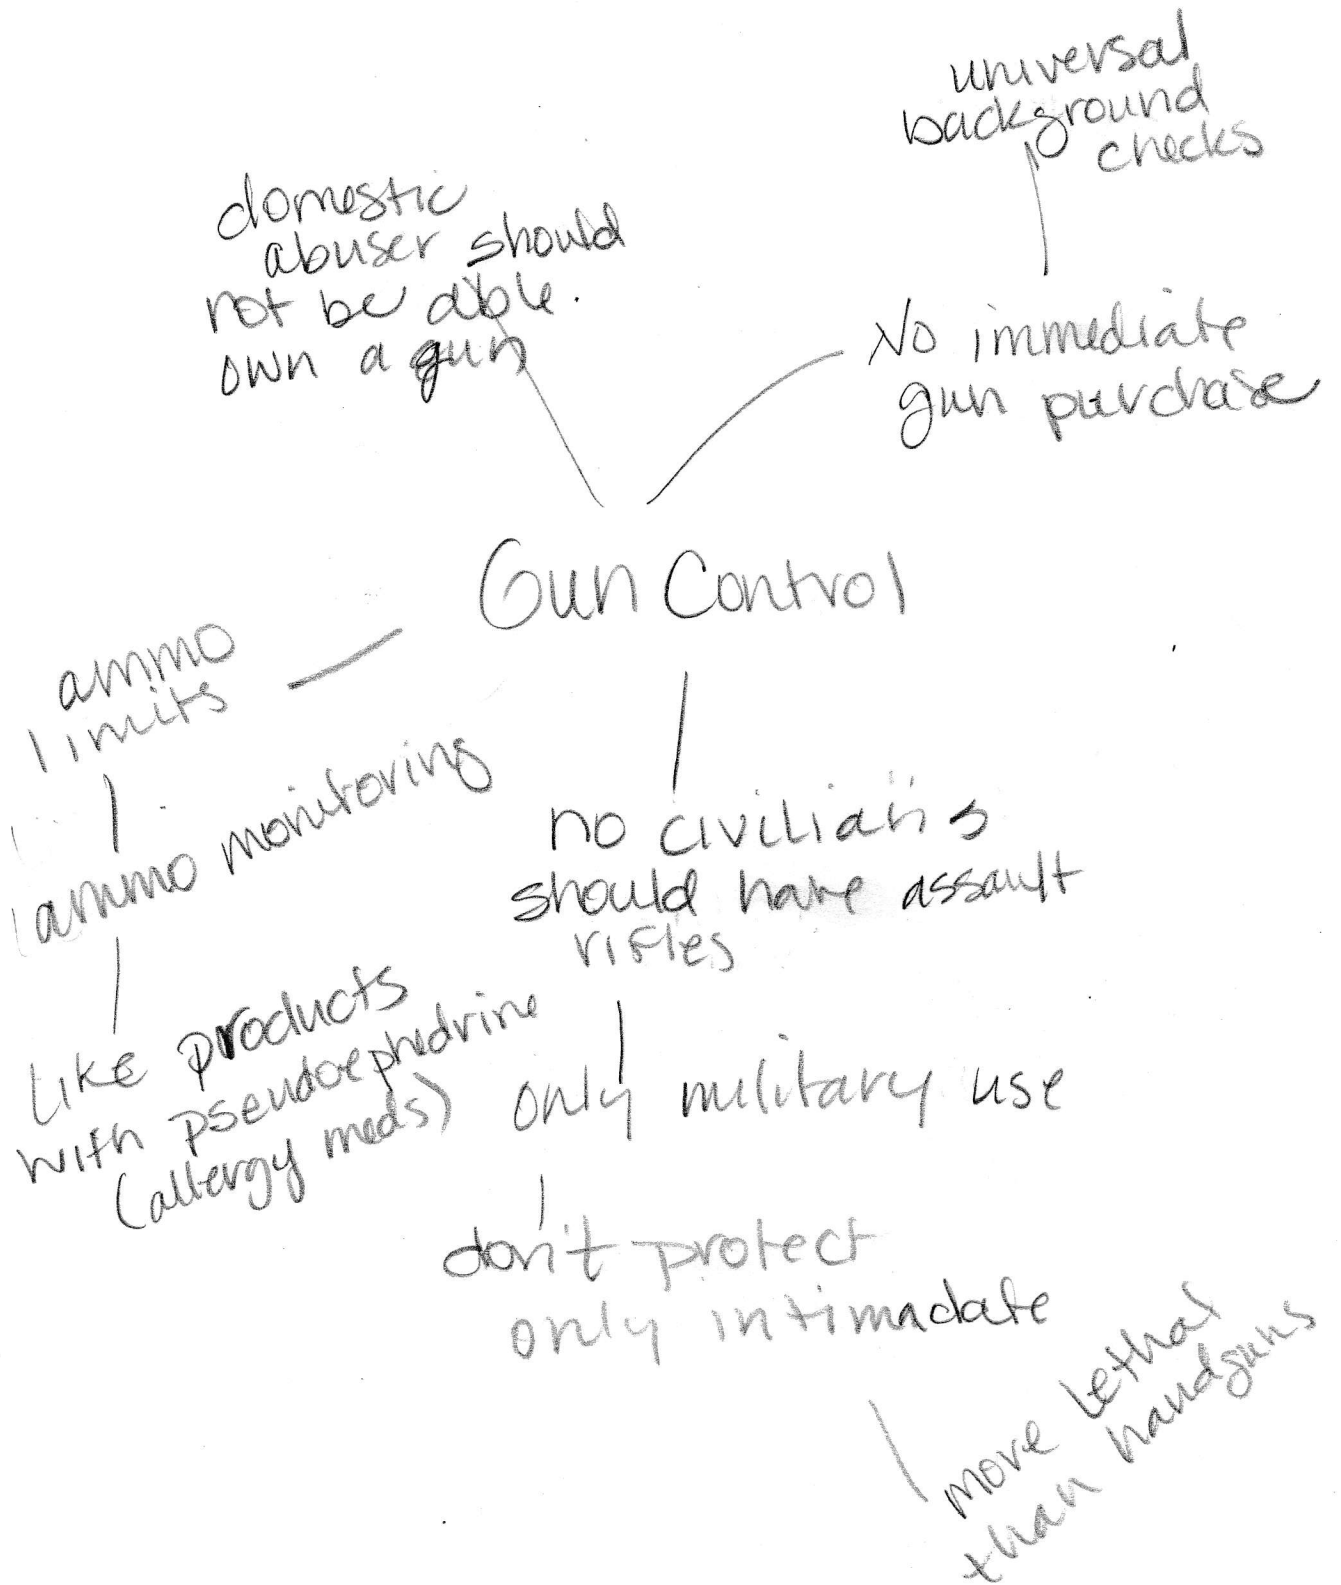 universal
background
checks
domestic
abuser should
not be able.
own a gun
No immediate
gun purchase
Gun Control
ammo
limits
ammo monitoring
no civilians
should have assault
rifles
Like products
with pseudoephedrine
(allergy meds)
only military use
don't protect
only intimadate
more lethal
than handguns